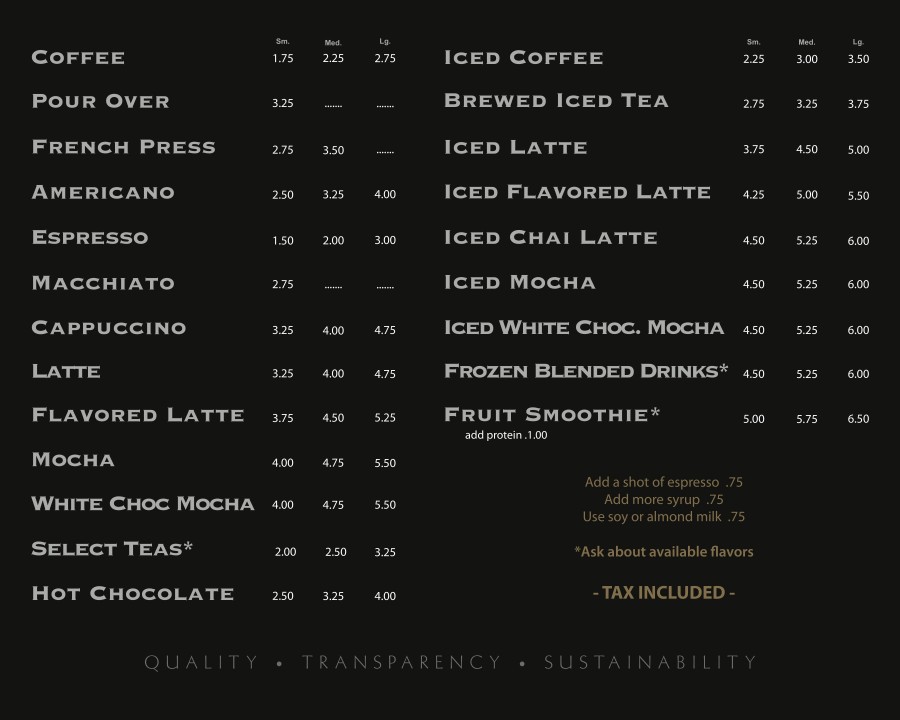 Sm. Med. Lg.
COFFEE 1.75 2.25 2.75
POUR OVER 3.25 ....... .......
FRENCH PRESS 2.75 3.50 .......
AMERICANO 2.50 3.25 4.00
ESPRESSO 1.50 2.00 3.00
MACCHIATO 2.75 ....... .......
CAPPUCCINO 3.25 4.00 4.75
LATTE 3.25 4.00 4.75
FLAVORED LATTE 3.75 4.50 5.25
MOCHA 4.00 4.75 5.50
WHITE CHOC MOCHA 4.00 4.75 5.50
SELECT TEAS* 2.00 2.50 3.25
HOT CHOCOLATE 2.50 3.25 4.00
Sm. Med. Lg.
ICED COFFEE 2.25 3.00 3.50
BREWED ICED TEA 2.75 3.25 3.75
ICED LATTE 3.75 4.50 5.00
ICED FLAVORED LATTE 4.25 5.00 5.50
ICED CHAI LATTE 4.50 5.25 6.00
ICED MOCHA 4.50 5.25 6.00
ICED WHITE CHOC. MOCHA 4.50 5.25 6.00
FROZEN BLENDED DRINKS* 4.50 5.25 6.00
FRUIT SMOOTHIE* 5.00 5.75 6.50
add protein .1.00
Add a shot of espresso .75
Add more syrup .75
Use soy or almond milk .75
*Ask about available flavors
- TAX INCLUDED -
QUALITY • TRANSPARENCY • SUSTAINABILITY